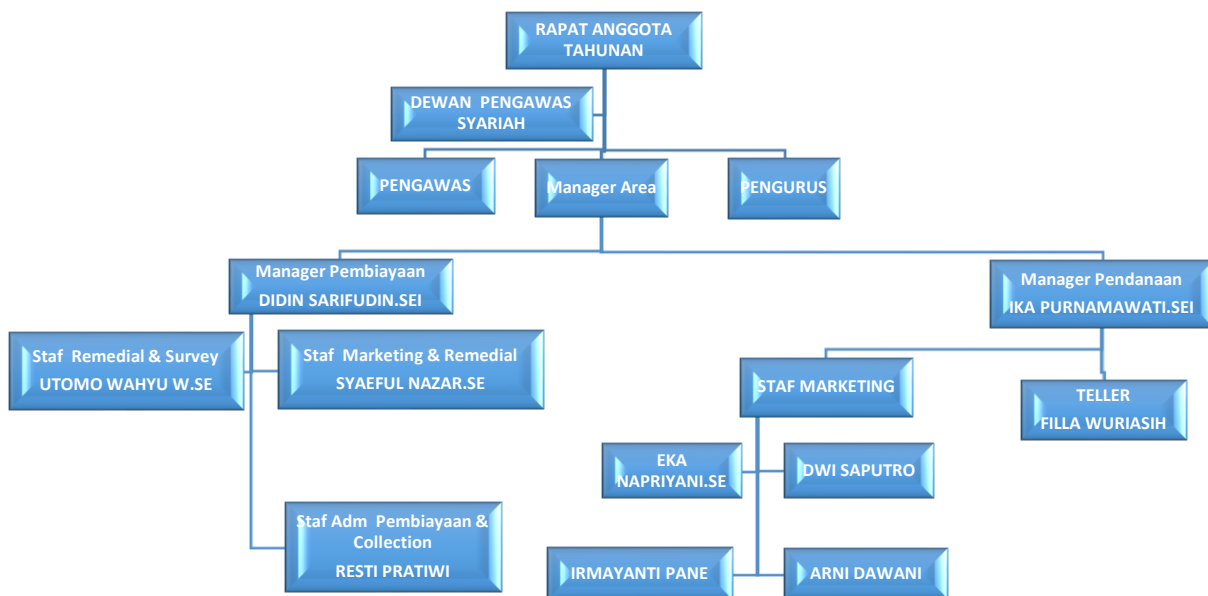 RAPAT ANGGOTA
TAHUNAN
DEWAN PENGAWAS
SYARIAH
PENGAWAS
Manager Area
PENGURUS
Manager Pembiayaan
DIDIN SARIFUDIN.SEI
Manager Pendanaan
IKA PURNAMAWATI.SEI
Staf Remedial & Survey
UTOMO WAHYU W.SE
Staf Marketing & Remedial
SYAEFUL NAZAR.SE
STAF MARKETING
TELLER
FILLA WURIASIH
EKA
NAPRIYANI.SE
DWI SAPUTRO
Staf Adm Pembiayaan &
Collection
RESTI PRATIWI
IRMAYANTI PANE
ARNI DAWANI